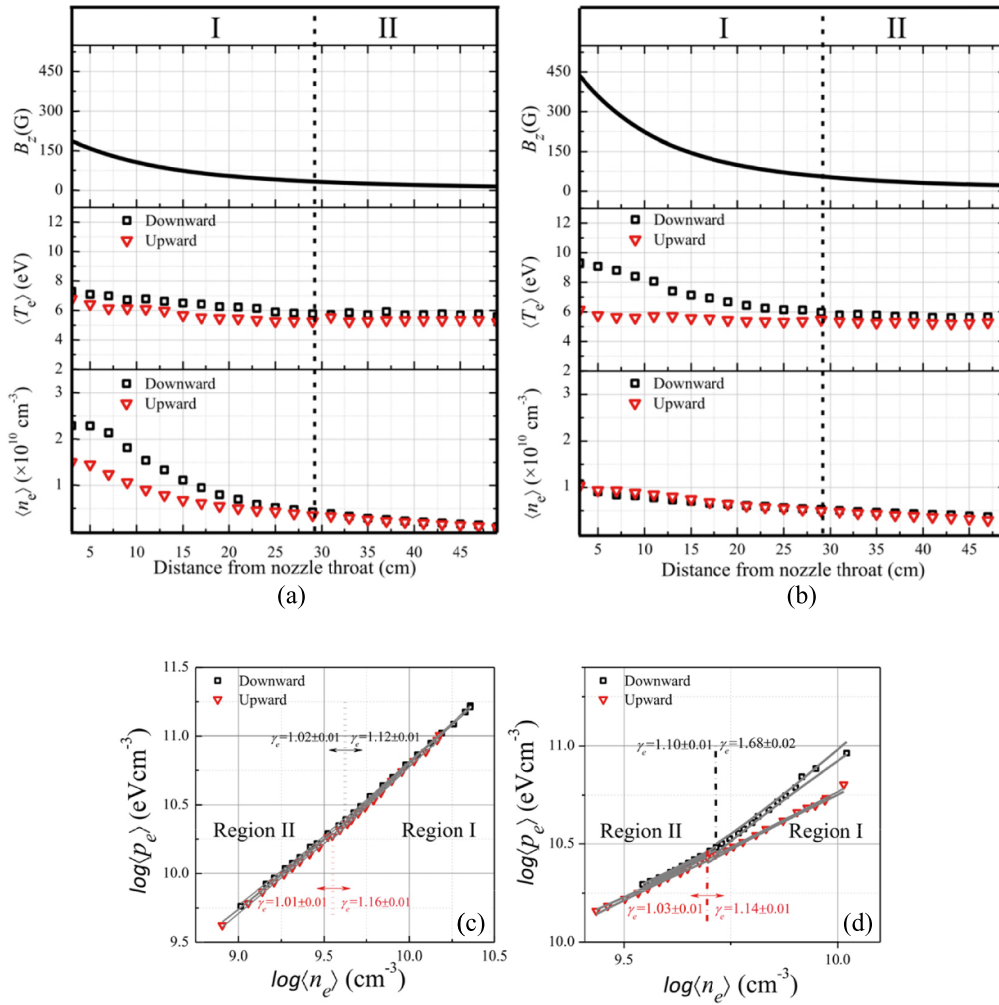 I II
450
300
150
0
B_z(G)
12
10
8
6
4
2
⟨T_e⟩ (eV)
Downward
Upward
3
2
1
⟨n_e⟩ (×10^10 cm^-3)
Downward
Upward
5 10 15 20 25 30 35 40 45
Distance from nozzle throat (cm)
(a)
I II
450
300
150
0
B_z(G)
12
10
8
6
4
2
⟨T_e⟩ (eV)
Downward
Upward
3
2
1
⟨n_e⟩ (×10^10 cm^-3)
Downward
Upward
5 10 15 20 25 30 35 40 45
Distance from nozzle throat (cm)
(b)
11.5
11.0
10.5
10.0
9.5
log⟨p_e⟩ (eVcm^-3)
Downward
Upward
γ_e=1.02±0.01 γ_e=1.12±0.01
Region II Region I
γ_e=1.01±0.01 γ_e=1.16±0.01
(c)
9.0 9.5 10.0 10.5
log⟨n_e⟩ (cm^-3)
11.0
10.5
10.0
log⟨p_e⟩ (eVcm^-3)
Downward
Upward
γ_e=1.10±0.01 γ_e=1.68±0.02
Region II Region I
γ_e=1.03±0.01 γ_e=1.14±0.01
(d)
9.5 10.0
log⟨n_e⟩ (cm^-3)